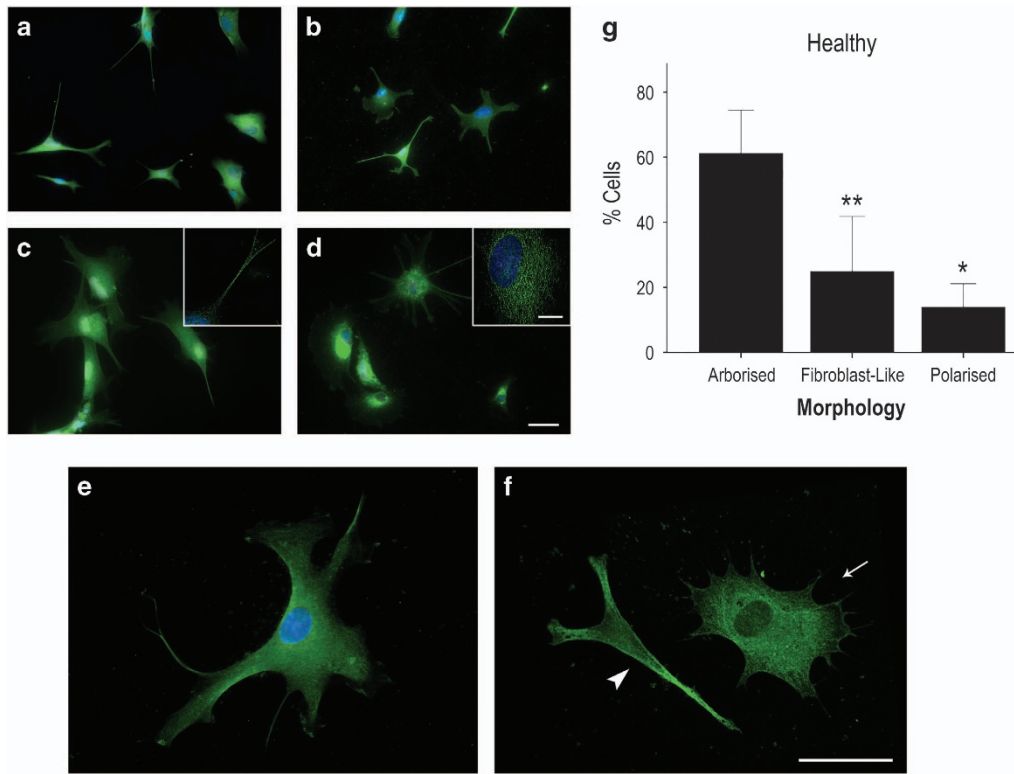 a
b
c
d
e
f
g
Healthy
% Cells
80
60
40
20
0
**
*
Arborised Fibroblast-Like Polarised
Morphology